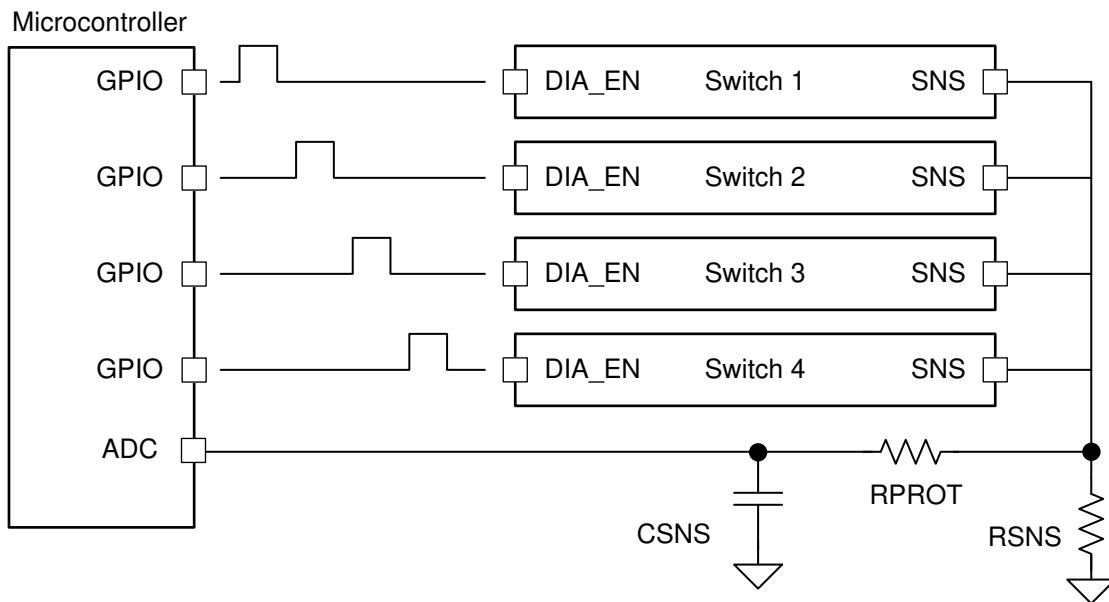 Microcontroller
GPIO DIA_EN Switch 1 SNS
GPIO DIA_EN Switch 2 SNS
GPIO DIA_EN Switch 3 SNS
GPIO DIA_EN Switch 4 SNS
ADC
RPROT
CSNS RSNS